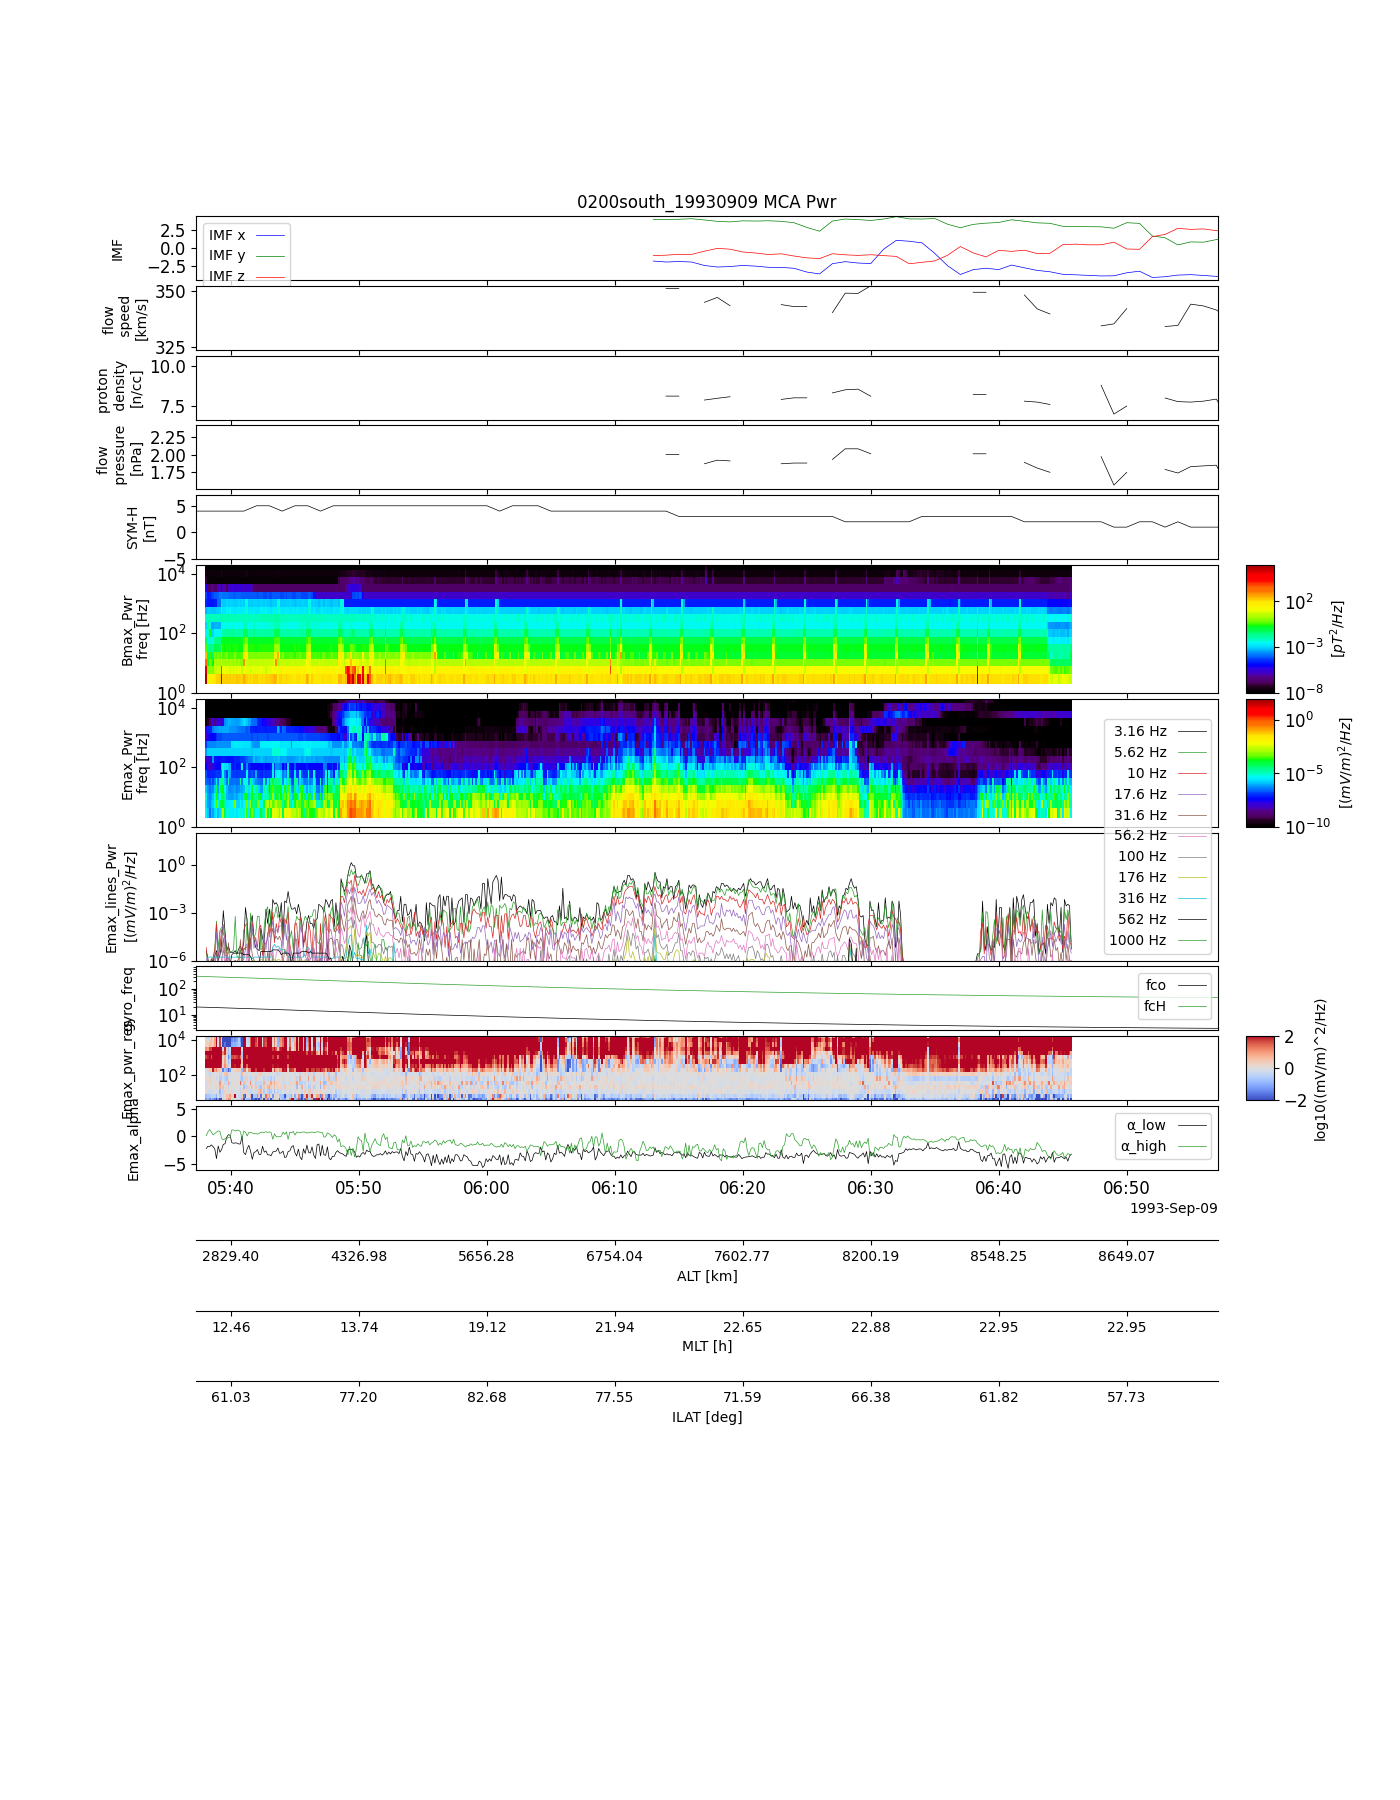 0200south_19930909 MCA Pwr
IMF
2.5
0.0
−2.5
IMF x
IMF y
IMF z
flow
speed
[km/s]
350
325
proton
density
[n/cc]
10.0
7.5
flow
pressure
[nPa]
2.25
2.00
1.75
SYM-H
[nT]
5
0
−5
Bmax_Pwr
freq [Hz]
10^4
10^2
10^0
10^2
10^−3
10^−8
[pT^2/Hz]
Emax_Pwr
freq [Hz]
10^4
10^2
10^0
10^0
10^−5
10^−10
[(mV/m)^2/Hz]
3.16 Hz
5.62 Hz
10 Hz
17.6 Hz
31.6 Hz
56.2 Hz
100 Hz
176 Hz
316 Hz
562 Hz
1000 Hz
Emax_lines_Pwr
[(mV/m)^2/Hz]
10^0
10^−3
10^−6
gyro_freq
10^2
10^1
fco
fcH
Emax_pwr_res
10^4
10^2
2
0
−2
log10((mV/m)^2/Hz)
Emax_alpha
5
0
−5
α_low
α_high
05:40 05:50 06:00 06:10 06:20 06:30 06:40 06:50
1993-Sep-09
2829.40 4326.98 5656.28 6754.04 7602.77 8200.19 8548.25 8649.07
ALT [km]
12.46 13.74 19.12 21.94 22.65 22.88 22.95 22.95
MLT [h]
61.03 77.20 82.68 77.55 71.59 66.38 61.82 57.73
ILAT [deg]